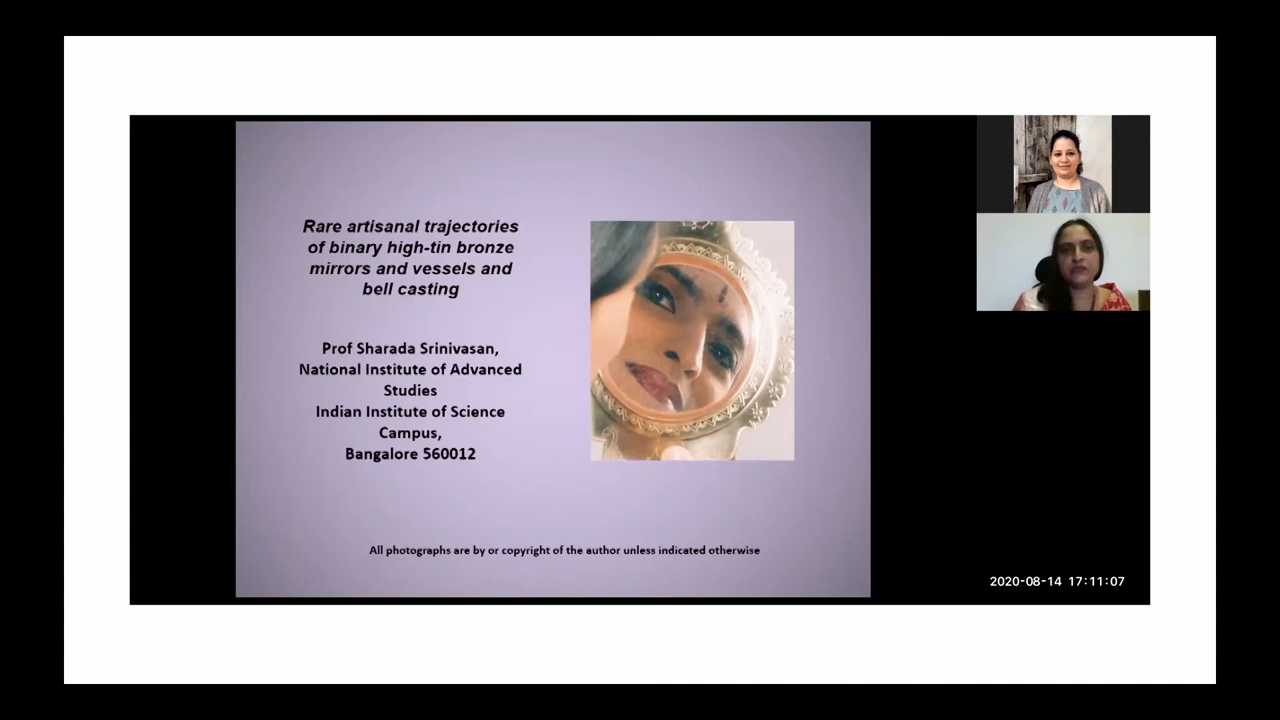 Rare artisanal trajectories
of binary high-tin bronze
mirrors and vessels and
bell casting
Prof Sharada Srinivasan,
National Institute of Advanced
Studies
Indian Institute of Science
Campus,
Bangalore 560012
All photographs are by or copyright of the author unless indicated otherwise
2020-08-14 17:11:07